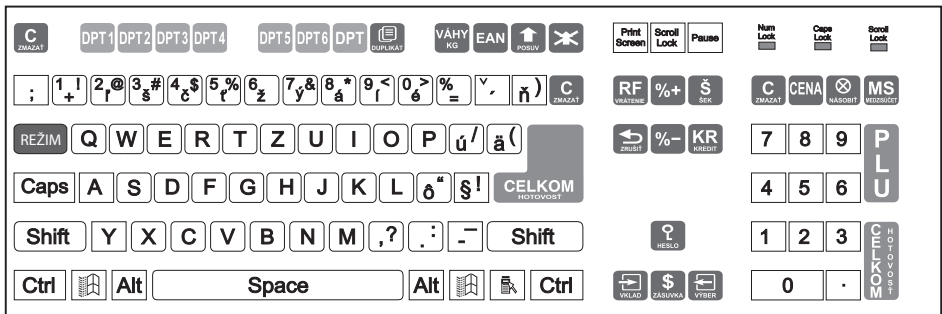 C ZMAZAŤ DPT1 DPT2 DPT3 DPT4 DPT5 DPT6 DPT DUPLIKÁT VÁHY KG EAN POSUV Print Screen Scroll Lock Pause Num Lock Caps Lock Scroll Lock
; 1 ! + 2 @ ľ 3 # š 4 $ č 5 % ť 6 ž 7 & ý 8 * á 9 < í 0 > é % = ˇ ´ ň ) C ZMAZAŤ RF VRÁTENIE %+ Š ŠEK C ZMAZAŤ CENA NÁSOBIŤ MS MEDZISÚČET
REŽIM Q W E R T Z U I O P ú / ä ( ZRUŠIŤ %– KR KREDIT 7 8 9 PLU
Caps A S D F G H J K L ô “ § ! CELKOM HOTOVOSŤ 4 5 6
Shift Y X C V B N M , ? . : - – Shift HESLO 1 2 3 CELKOM HOTOVOSŤ
Ctrl Alt Space Alt Ctrl VKLAD $ ZÁSUVKA VÝBER 0 .